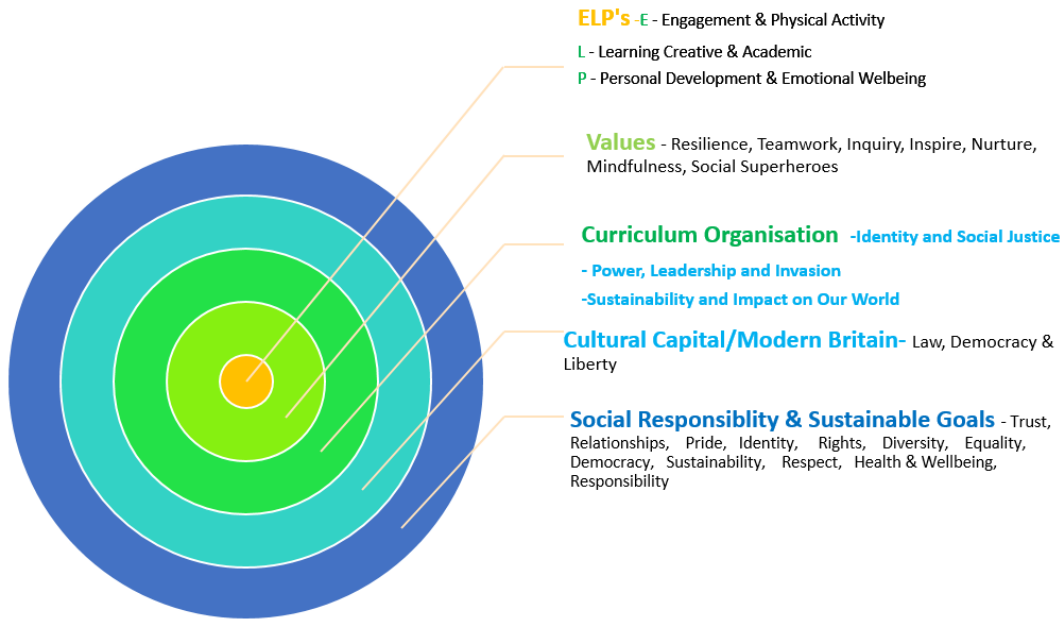 ELP's -E - Engagement & Physical Activity
L - Learning Creative & Academic
P - Personal Development & Emotional Welbeing
Values - Resilience, Teamwork, Inquiry, Inspire, Nurture,
Mindfulness, Social Superheroes
Curriculum Organisation -Identity and Social Justice
- Power, Leadership and Invasion
-Sustainability and Impact on Our World
Cultural Capital/Modern Britain- Law, Democracy &
Liberty
Social Responsiblity & Sustainable Goals - Trust,
Relationships, Pride, Identity, Rights, Diversity, Equality,
Democracy, Sustainability, Respect, Health & Wellbeing,
Responsibility